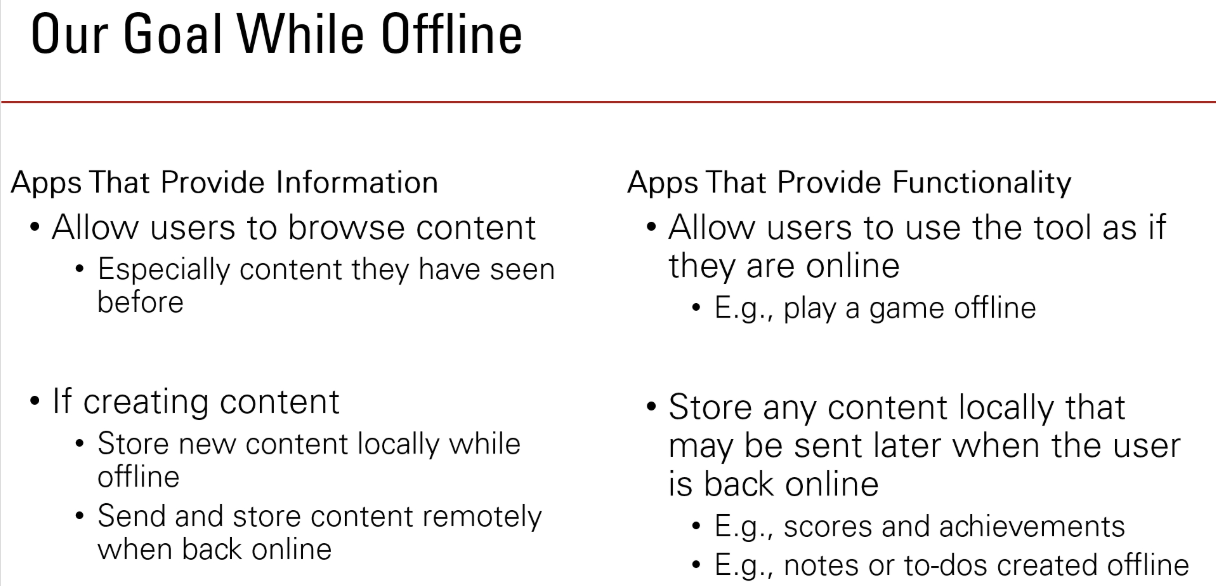 Our Goal While Offline
Apps That Provide Information
• Allow users to browse content
• Especially content they have seen
before
• If creating content
• Store new content locally while
offline
• Send and store content remotely
when back online
Apps That Provide Functionality
• Allow users to use the tool as if
they are online
• E.g., play a game offline
• Store any content locally that
may be sent later when the user
is back online
• E.g., scores and achievements
• E.g., notes or to-dos created offline